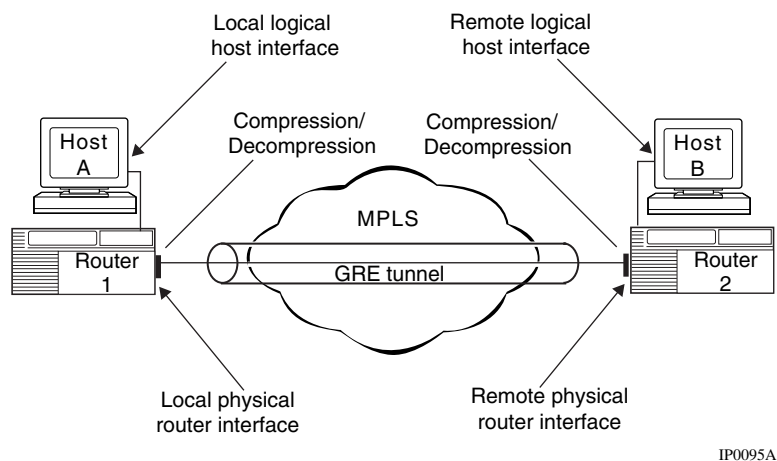 Local logical
host interface
Remote logical
host interface
Compression/
Decompression
Compression/
Decompression
Host
A
Host
B
MPLS
Router
1
GRE tunnel
Router
2
Local physical
router interface
Remote physical
router interface
IP0095A